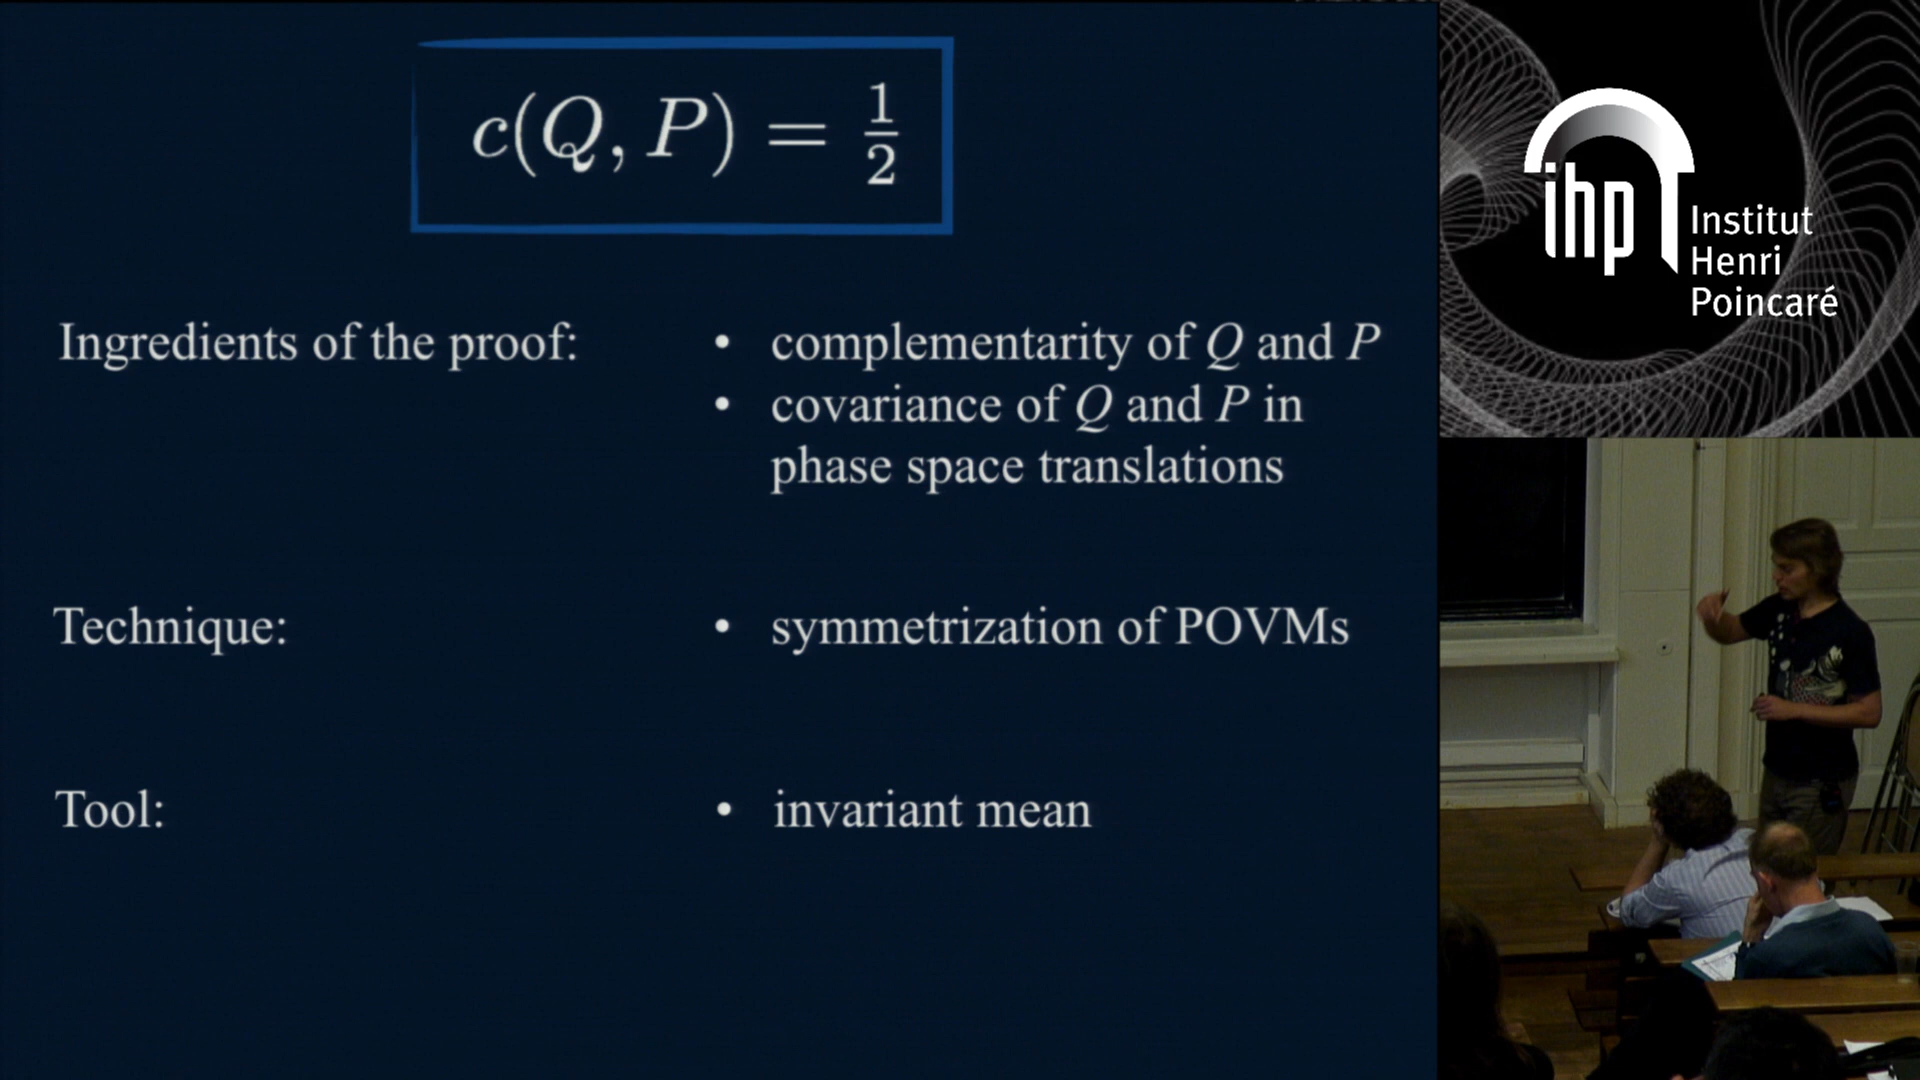 c(Q, P) = 1/2
Ingredients of the proof:
• complementarity of Q and P
• covariance of Q and P in
phase space translations
Technique:
• symmetrization of POVMs
Tool:
• invariant mean
ihp
Institut
Henri
Poincaré